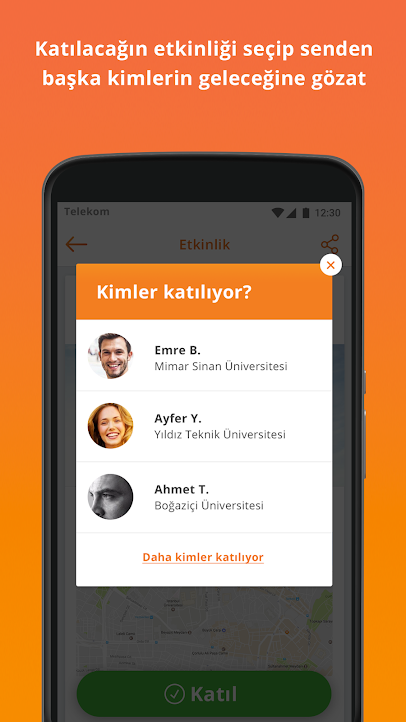 Katılacağın etkinliği seçip senden
başka kimlerin geleceğine gözat
Telekom
12:30
Etkinlik
Kimler katılıyor?
Emre B.
Mimar Sinan Üniversitesi
Ayfer Y.
Yıldız Teknik Üniversitesi
Ahmet T.
Boğaziçi Üniversitesi
Daha kimler katılıyor
Katıl